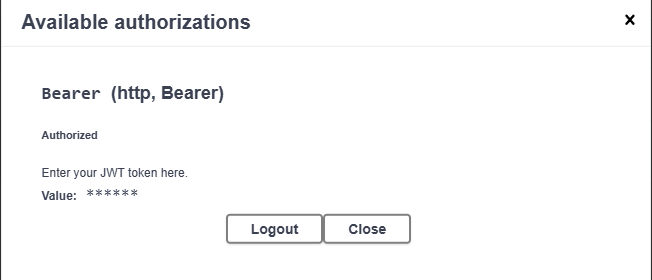 Available authorizations ×
Bearer (http, Bearer)
Authorized
Enter your JWT token here.
Value: ******
Logout Close